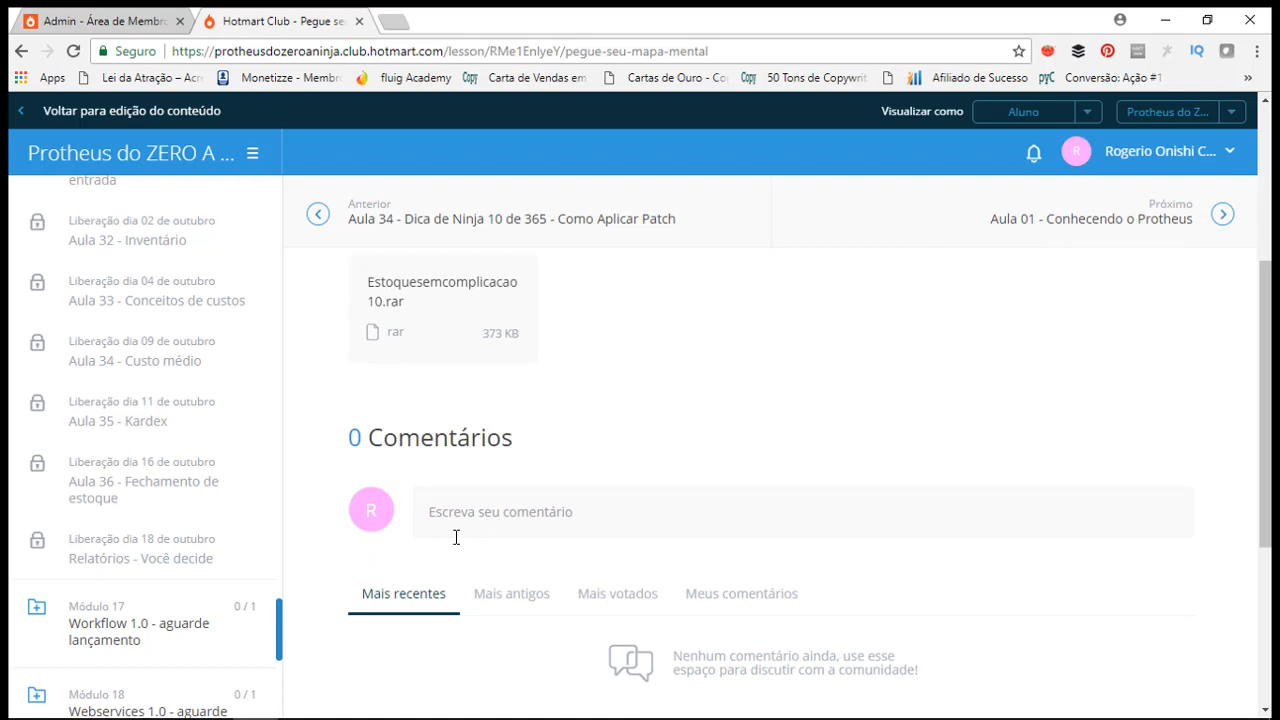 Admin - Área de Membro
Hotmart Club - Pegue se
Seguro
https://protheusdozeroaninja.club.hotmart.com/lesson/RMe1EnlyeY/pegue-seu-mapa-mental
Apps
Lei da Atração – Acr
Monetizze - Membr
fluig Academy
Copy
Carta de Vendas em
Cartas de Ouro - Co
Copy
50 Tons de Copywrit
Afiliado de Sucesso
pyC
Conversão: Ação #1
IQ
Voltar para edição do conteúdo
Visualizar como
Aluno
Protheus do Z...
Protheus do ZERO A ...
R
Rogerio Onishi C...
entrada
Liberação dia 02 de outubro
Aula 32 - Inventário
Liberação dia 04 de outubro
Aula 33 - Conceitos de custos
Liberação dia 09 de outubro
Aula 34 - Custo médio
Liberação dia 11 de outubro
Aula 35 - Kardex
Liberação dia 16 de outubro
Aula 36 - Fechamento de
estoque
Liberação dia 18 de outubro
Relatórios - Você decide
Módulo 17
0 / 1
Workflow 1.0 - aguarde
lançamento
Módulo 18
0 / 1
Webservices 1.0 - aguarde
Anterior
Aula 34 - Dica de Ninja 10 de 365 - Como Aplicar Patch
Próximo
Aula 01 - Conhecendo o Protheus
Estoquesemcomplicacao
10.rar
rar
373 KB
0 Comentários
R
Escreva seu comentário
Mais recentes
Mais antigos
Mais votados
Meus comentários
Nenhum comentário ainda, use esse
espaço para discutir com a comunidade!